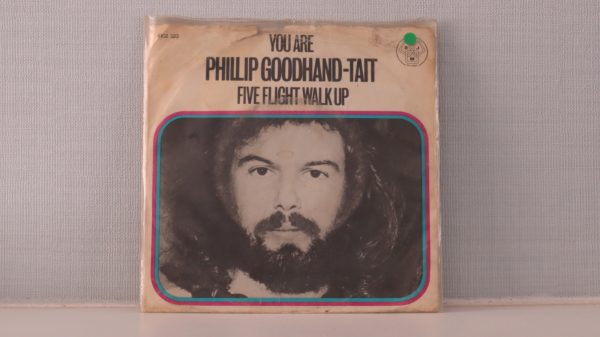 YOU ARE
PHILLIP GOODHAND-TAIT
FIVE FLIGHT WALK UP